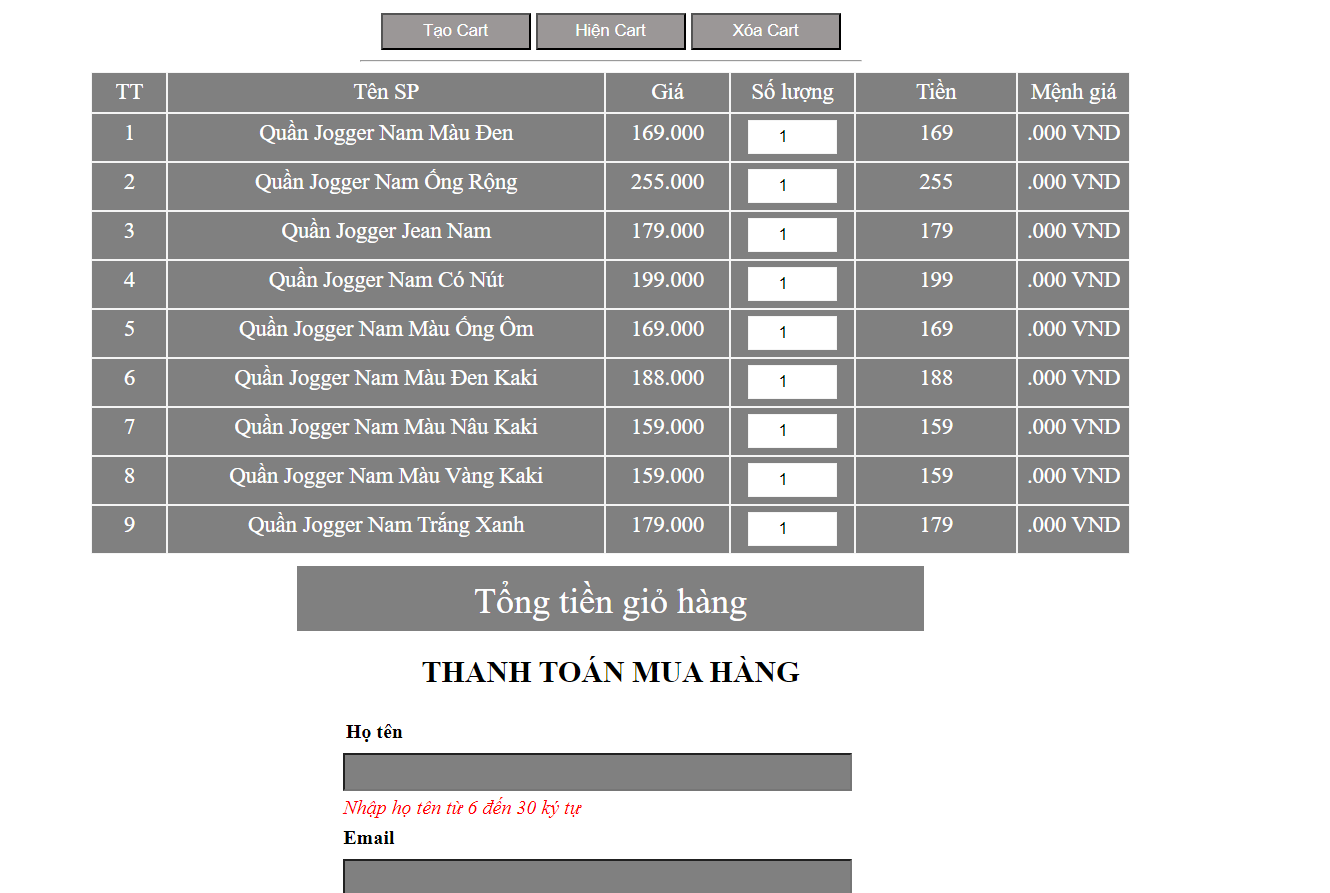 Tạo Cart Hiện Cart Xóa Cart
TT Tên SP Giá Số lượng Tiền Mệnh giá
1 Quần Jogger Nam Màu Đen 169.000 1 169 .000 VND
2 Quần Jogger Nam Ống Rộng 255.000 1 255 .000 VND
3 Quần Jogger Jean Nam 179.000 1 179 .000 VND
4 Quần Jogger Nam Có Nút 199.000 1 199 .000 VND
5 Quần Jogger Nam Màu Ống Ôm 169.000 1 169 .000 VND
6 Quần Jogger Nam Màu Đen Kaki 188.000 1 188 .000 VND
7 Quần Jogger Nam Màu Nâu Kaki 159.000 1 159 .000 VND
8 Quần Jogger Nam Màu Vàng Kaki 159.000 1 159 .000 VND
9 Quần Jogger Nam Trắng Xanh 179.000 1 179 .000 VND
Tổng tiền giỏ hàng
THANH TOÁN MUA HÀNG
Họ tên
Nhập họ tên từ 6 đến 30 ký tự
Email